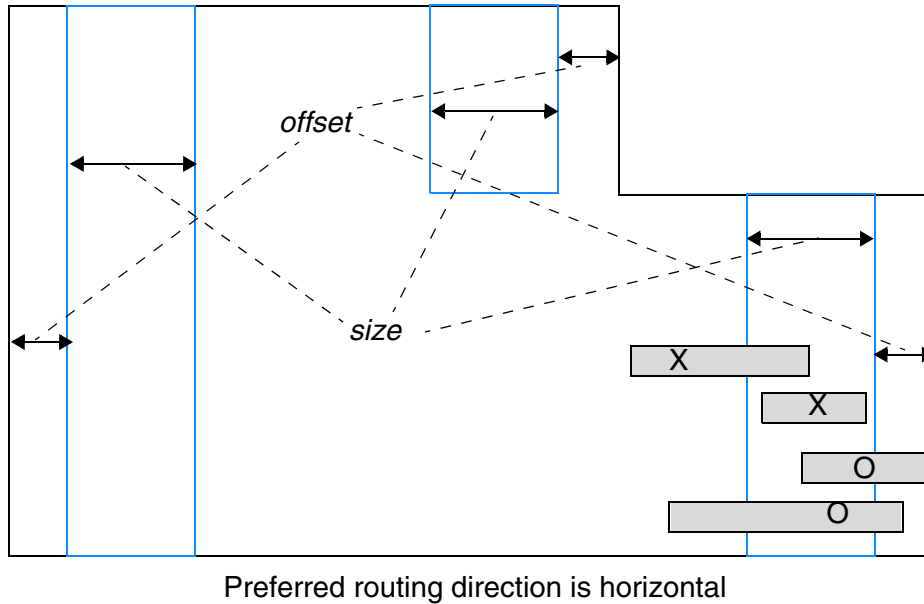 offset
size
X
X
O
O
Preferred routing direction is horizontal